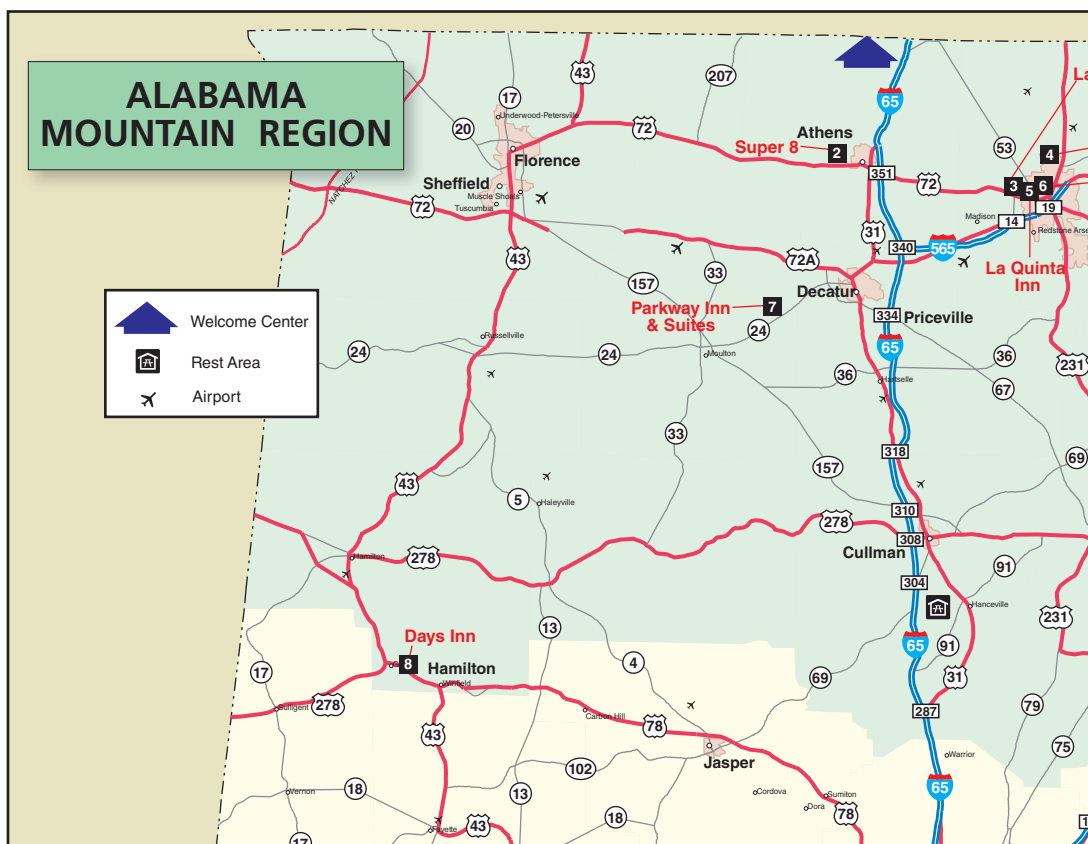 ALABAMA
MOUNTAIN REGION
43
207
65
La
17
Underwood-Petersville
20
72
Athens
Super 8
2
53
4
Florence
351
72
3
5
6
19
Sheffield
Muscle Shoals
Tuscumbia
72
Madison
14
Redstone Arse
31
340
565
43
72A
33
157
La Quinta
Inn
Decatur
Parkway Inn
& Suites
7
Welcome Center
Rest Area
Airport
334
Priceville
24
Russellville
65
24
24
Moulton
36
36
231
Hartselle
67
33
318
69
157
43
5
Haleyville
310
278
308
Cullman
Hamilton
278
304
91
Hanceville
231
13
65
91
Days Inn
8
Hamilton
17
4
69
31
Winfield
278
Sulligent
Carbon Hill
78
287
79
43
Jasper
75
Warrior
102
65
Vernon
18
13
Cordova
Sumiton
Dora
78
18
Fayette
43
17
1